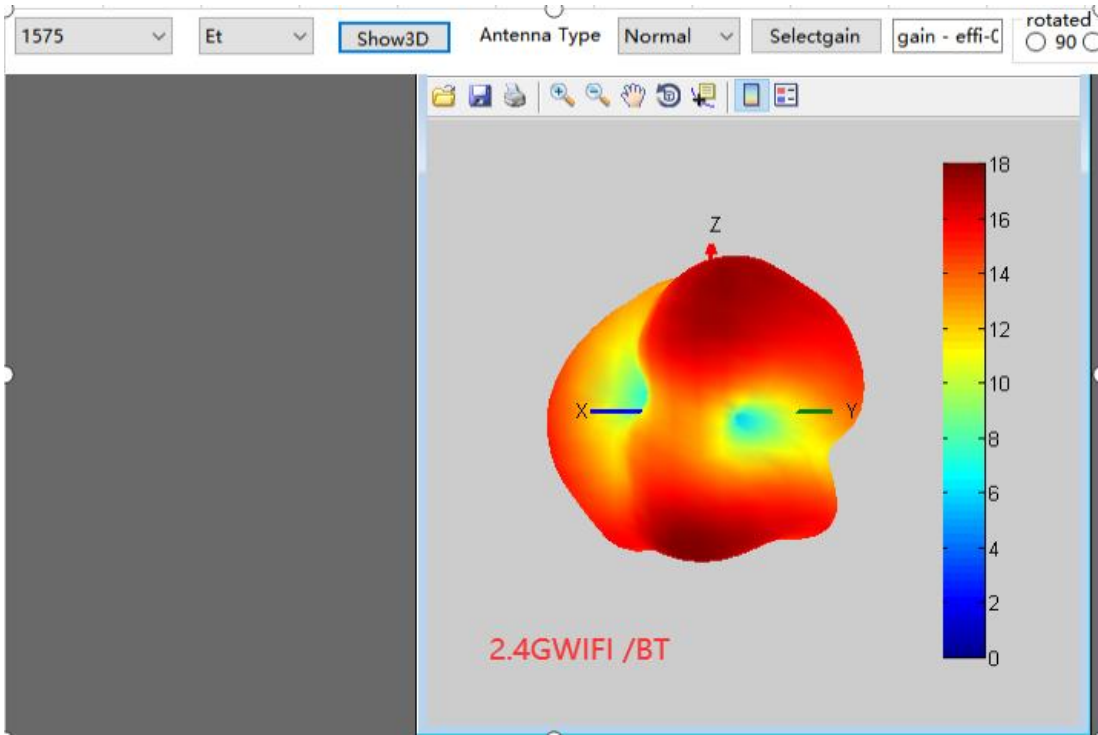 1575 Et Show3D Antenna Type Normal Selectgain gain - effi-C rotated
90
18
Z
16
14
12
10
X Y
8
6
4
2
2.4GWIFI /BT
0